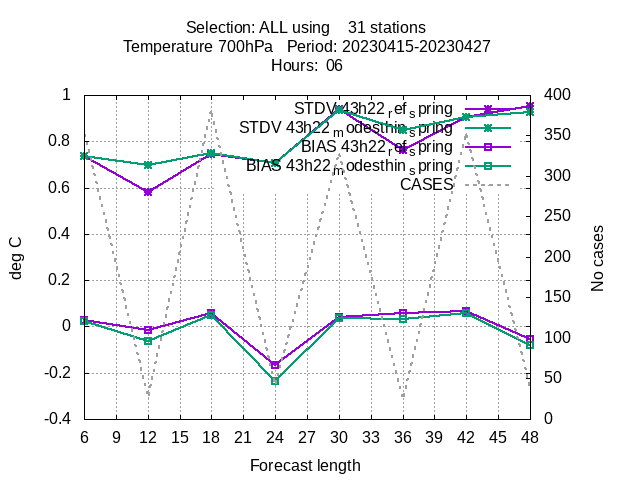 Selection: ALL using    31 stations
Temperature 700hPa   Period: 20230415-20230427
Hours:  06
STDV 43h22_ref_spring
STDV 43h22_modesthin_spring
BIAS 43h22_ref_spring
BIAS 43h22_modesthin_spring
CASES
1
0.8
0.6
0.4
0.2
0
-0.2
-0.4
deg C
400
350
300
250
200
150
100
50
0
No cases
6 9 12 15 18 21 24 27 30 33 36 39 42 45 48
Forecast length